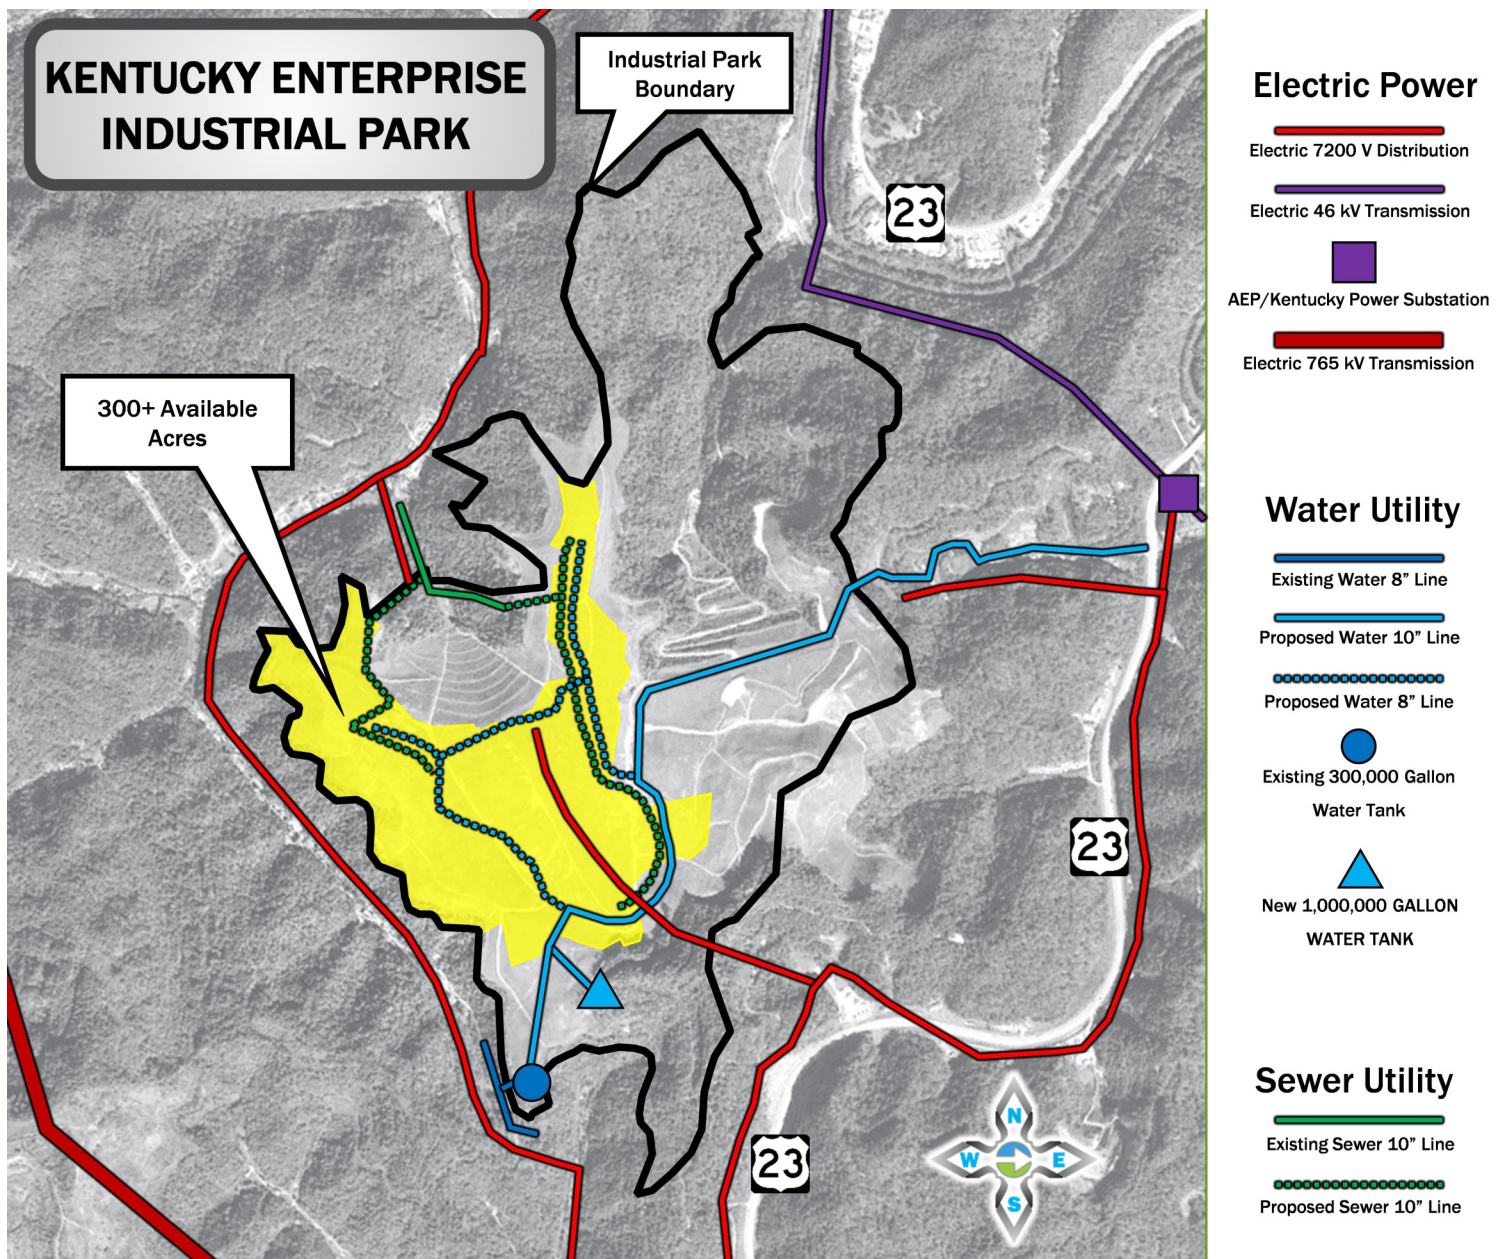 KENTUCKY ENTERPRISE
INDUSTRIAL PARK
Industrial Park
Boundary
23
300+ Available
Acres
23
23
N
W
E
S
Electric Power
Electric 7200 V Distribution
Electric 46 kV Transmission
AEP/Kentucky Power Substation
Electric 765 kV Transmission
Water Utility
Existing Water 8” Line
Proposed Water 10” Line
Proposed Water 8” Line
Existing 300,000 Gallon
Water Tank
New 1,000,000 GALLON
WATER TANK
Sewer Utility
Existing Sewer 10” Line
Proposed Sewer 10” Line